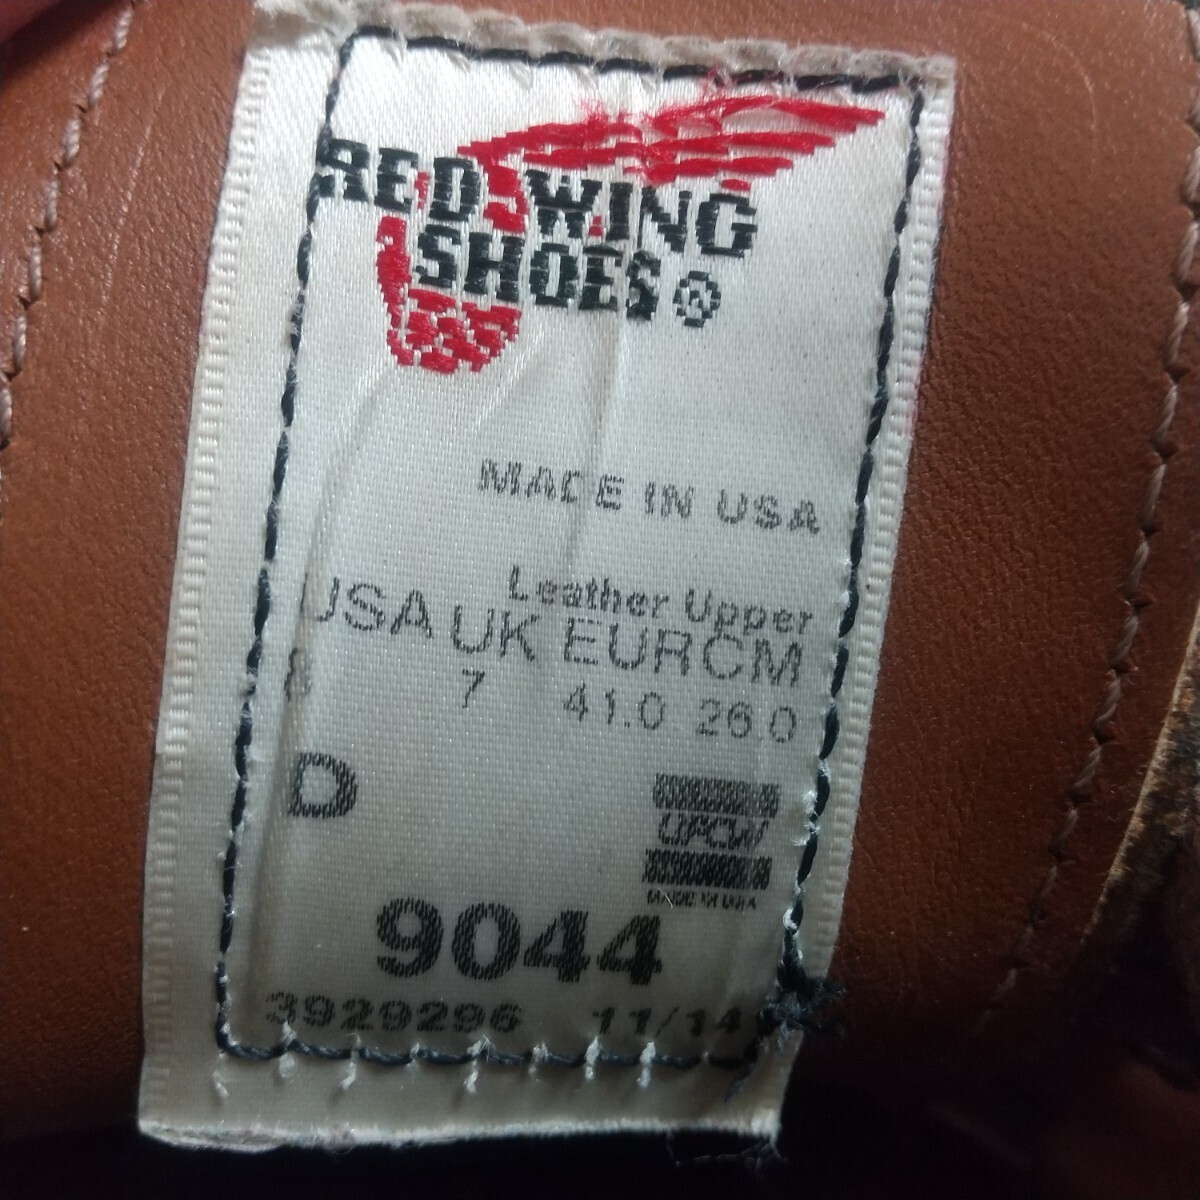 RED WING
SHOES ®
MADE IN USA
Leather Upper
USA UK EUR CM
8 7 41.0 26.0
D
UFCW
MADE IN USA
9044
3929296 11/14